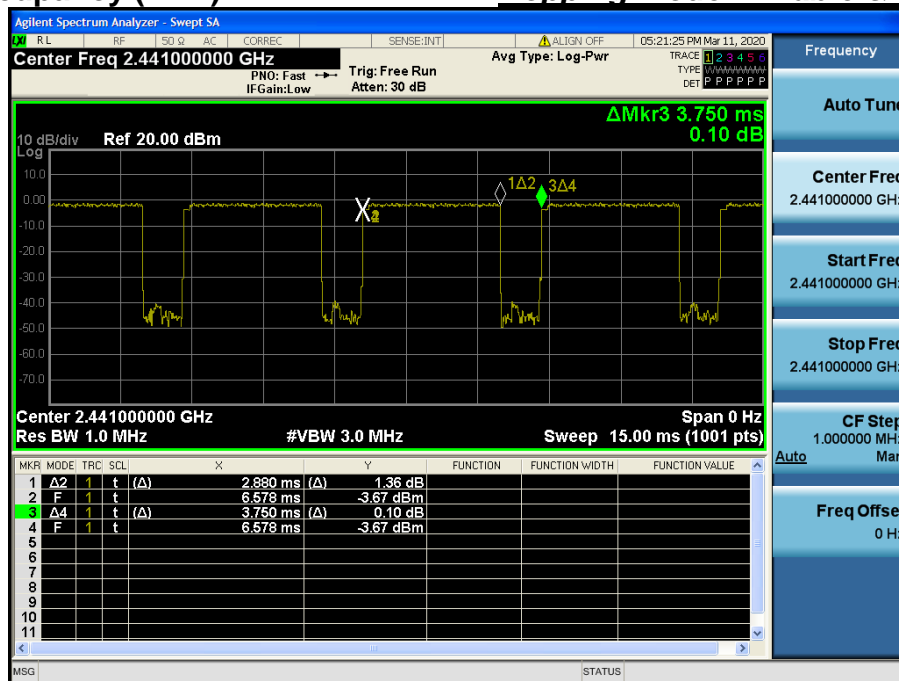 Agilent Spectrum Analyzer - Swept SA
LXI RL RF 50 Ω AC CORREC SENSE:INT ALIGN OFF 05:21:25 PM Mar 11, 2020
Center Freq 2.441000000 GHz
PNO: Fast
IFGain:Low
Trig: Free Run
Atten: 30 dB
Avg Type: Log-Pwr
TRACE 1 2 3 4 5 6
TYPE WWWWWW
DET P P P P P P
ΔMkr3 3.750 ms
0.10 dB
10 dB/div Ref 20.00 dBm
Log
10.0
0.00
-10.0
-20.0
-30.0
-40.0
-50.0
-60.0
-70.0
1Δ2
3Δ4
Center 2.441000000 GHz Span 0 Hz
Res BW 1.0 MHz #VBW 3.0 MHz Sweep 15.00 ms (1001 pts)
MKR MODE TRC SCL X Y FUNCTION FUNCTION WIDTH FUNCTION VALUE
1 Δ2 1 t (Δ) 2.880 ms (Δ) 1.36 dB
2 F 1 t 6.578 ms -3.67 dBm
3 Δ4 1 t (Δ) 3.750 ms (Δ) 0.10 dB
4 F 1 t 6.578 ms -3.67 dBm
5
6
7
8
9
10
11
MSG STATUS
Frequency
Auto Tune
Center Freq
2.441000000 GHz
Start Freq
2.441000000 GHz
Stop Freq
2.441000000 GHz
CF Step
1.000000 MHz
Auto Man
Freq Offset
0 Hz